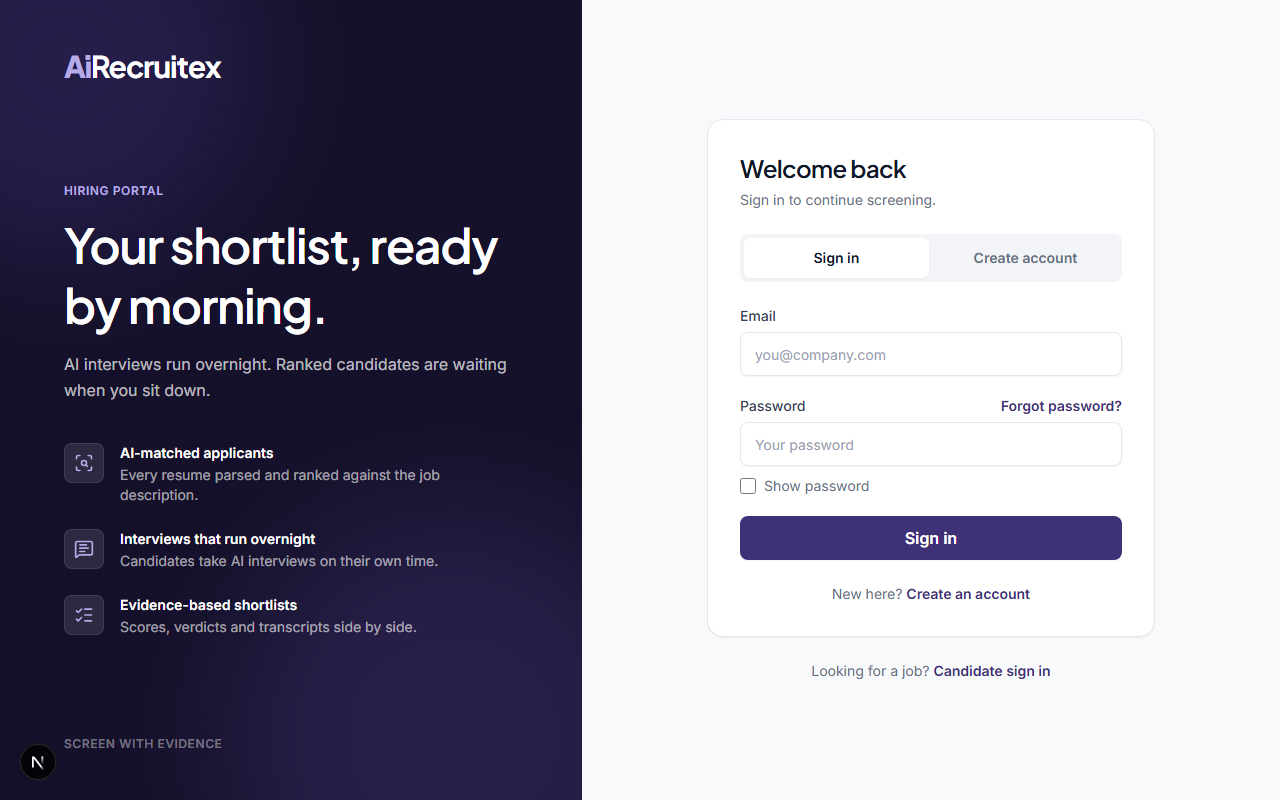 AiRecruitex
HIRING PORTAL
Your shortlist, ready
by morning.
AI interviews run overnight. Ranked candidates are waiting
when you sit down.
AI-matched applicants
Every resume parsed and ranked against the job
description.
Interviews that run overnight
Candidates take AI interviews on their own time.
Evidence-based shortlists
Scores, verdicts and transcripts side by side.
SCREEN WITH EVIDENCE
N
Welcome back
Sign in to continue screening.
Sign in
Create account
Email
you@company.com
Password
Forgot password?
Your password
Show password
Sign in
New here? Create an account
Looking for a job? Candidate sign in